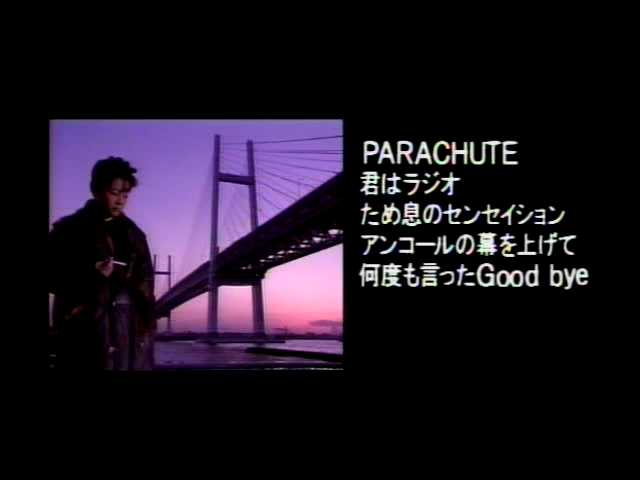 PARACHUTE
君はラジオ
ため息のセンセイション
アンコールの幕を上げて
何度も言ったGood bye